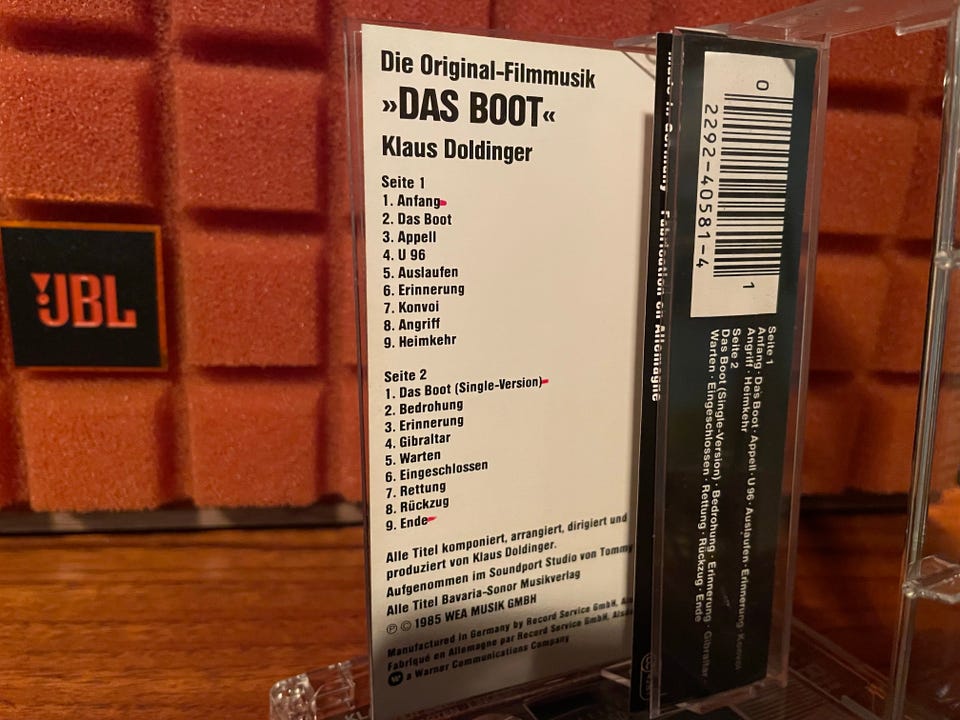 JBL
Die Original-Filmmusik
»DAS BOOT«
Klaus Doldinger
Seite 1
1. Anfang
2. Das Boot
3. Appell
4. U 96
5. Auslaufen
6. Erinnerung
7. Konvoi
8. Angriff
9. Heimkehr
Seite 2
1. Das Boot (Single-Version)
2. Bedrohung
3. Erinnerung
4. Gibraltar
5. Warten
6. Eingeschlossen
7. Rettung
8. Rückzug
9. Ende
Alle Titel komponiert, arrangiert, dirigiert und
produziert von Klaus Doldinger.
Aufgenommen im Soundport Studio von Tommy
Alle Titel Bavaria-Sonor Musikverlag
℗ © 1985 WEA MUSIK GMBH
Manufactured in Germany by Record Service GmbH,
Fabriqué en Allemagne par Record Service GmbH,
a Warner Communications Company
Made in Germany Fabrication en Allemagne
0 2292-40581-4 1
Seite 1
Anfang · Das Boot · Appell · U 96 · Auslaufen · Erinnerung · Konvoi
Angriff · Heimkehr
Seite 2
Das Boot (Single-Version) · Bedrohung · Erinnerung · Gibraltar
Warten · Eingeschlossen · Rettung · Rückzug · Ende